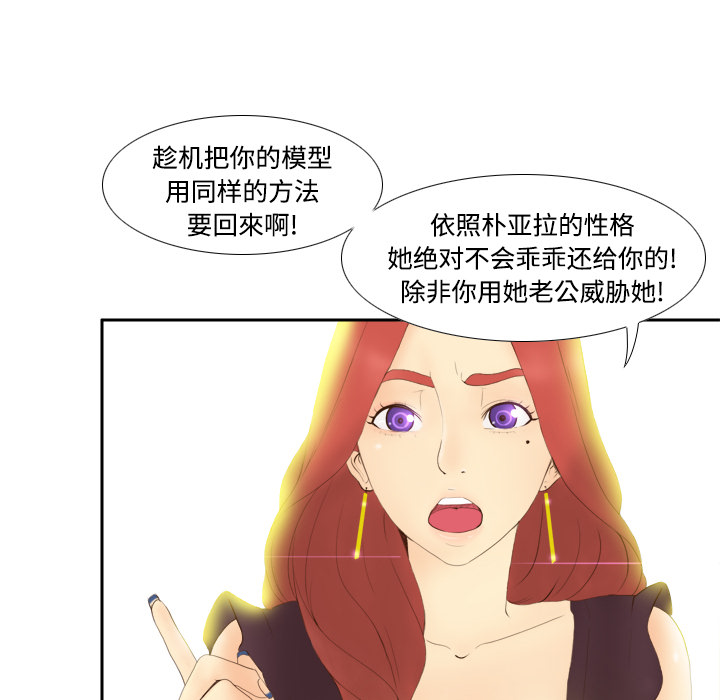 趁机把你的模型
用同样的方法
要回來啊!
依照朴亚拉的性格
她绝对不会乖乖还给你的!
除非你用她老公威胁她!